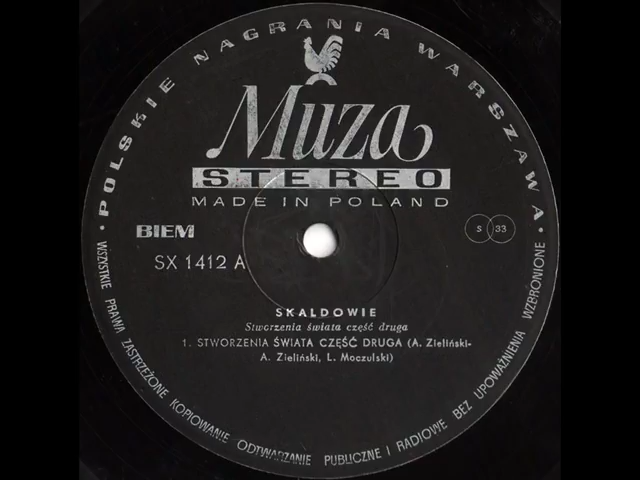 • POLSKIE NAGRANIA WARSZAWA •
Muza
STEREO
MADE IN POLAND
BIEM
S 33
SX 1412 A
SKALDOWIE
Stworzenia świata część druga
1. STWORZENIA ŚWIATA CZĘŚĆ DRUGA (A. Zieliński-
A. Zieliński, L. Moczulski)
WSZYSTKIE PRAWA ZASTRZEŻONE KOPIOWANIE ODTWARZANIE PUBLICZNE I RADIOWE BEZ UPOWAŻNIENIA WZBRONIONE